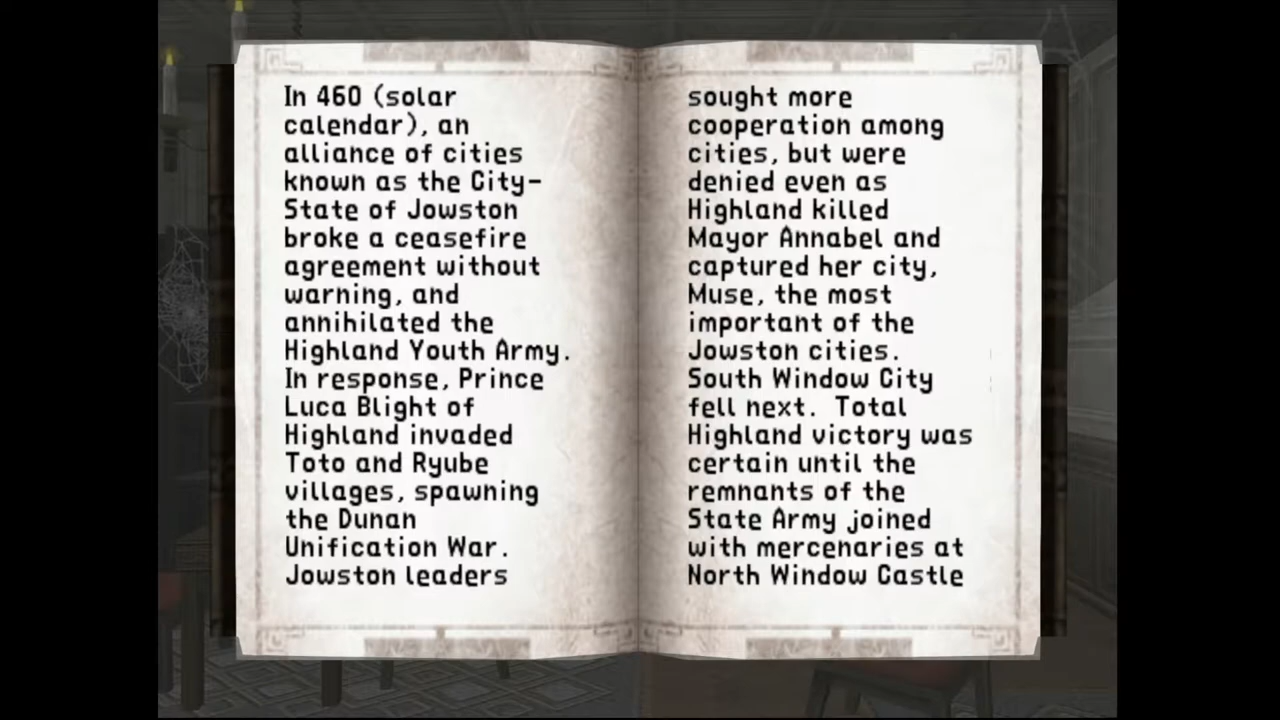 In 460 (solar
calendar), an
alliance of cities
known as the City-
State of Jowston
broke a ceasefire
agreement without
warning, and
annihilated the
Highland Youth Army.
In response, Prince
Luca Blight of
Highland invaded
Toto and Ryube
villages, spawning
the Dunan
Unification War.
Jowston leaders
sought more
cooperation among
cities, but were
denied even as
Highland killed
Mayor Annabel and
captured her city,
Muse, the most
important of the
Jowston cities.
South Window City
fell next.  Total
Highland victory was
certain until the
remnants of the
State Army joined
with mercenaries at
North Window Castle